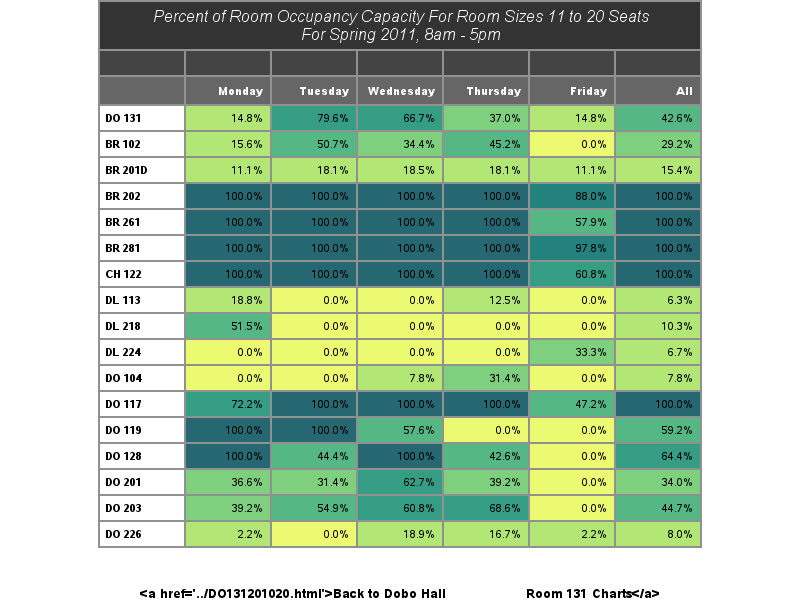 Percent of Room Occupancy Capacity For Room Sizes 11 to 20 Seats
For Spring 2011, 8am - 5pm
Monday Tuesday Wednesday Thursday Friday All
DO 131 14.8% 79.6% 66.7% 37.0% 14.8% 42.6%
BR 102 15.6% 50.7% 34.4% 45.2% 0.0% 29.2%
BR 201D 11.1% 18.1% 18.5% 18.1% 11.1% 15.4%
BR 202 100.0% 100.0% 100.0% 100.0% 88.0% 100.0%
BR 261 100.0% 100.0% 100.0% 100.0% 57.9% 100.0%
BR 281 100.0% 100.0% 100.0% 100.0% 97.8% 100.0%
CH 122 100.0% 100.0% 100.0% 100.0% 60.8% 100.0%
DL 113 18.8% 0.0% 0.0% 12.5% 0.0% 6.3%
DL 218 51.5% 0.0% 0.0% 0.0% 0.0% 10.3%
DL 224 0.0% 0.0% 0.0% 0.0% 33.3% 6.7%
DO 104 0.0% 0.0% 7.8% 31.4% 0.0% 7.8%
DO 117 72.2% 100.0% 100.0% 100.0% 47.2% 100.0%
DO 119 100.0% 100.0% 57.6% 0.0% 0.0% 59.2%
DO 128 100.0% 44.4% 100.0% 42.6% 0.0% 64.4%
DO 201 36.6% 31.4% 62.7% 39.2% 0.0% 34.0%
DO 203 39.2% 54.9% 60.8% 68.6% 0.0% 44.7%
DO 226 2.2% 0.0% 18.9% 16.7% 2.2% 8.0%
<a href='../DO131201020.html'>Back to Dobo Hall Room 131 Charts</a>